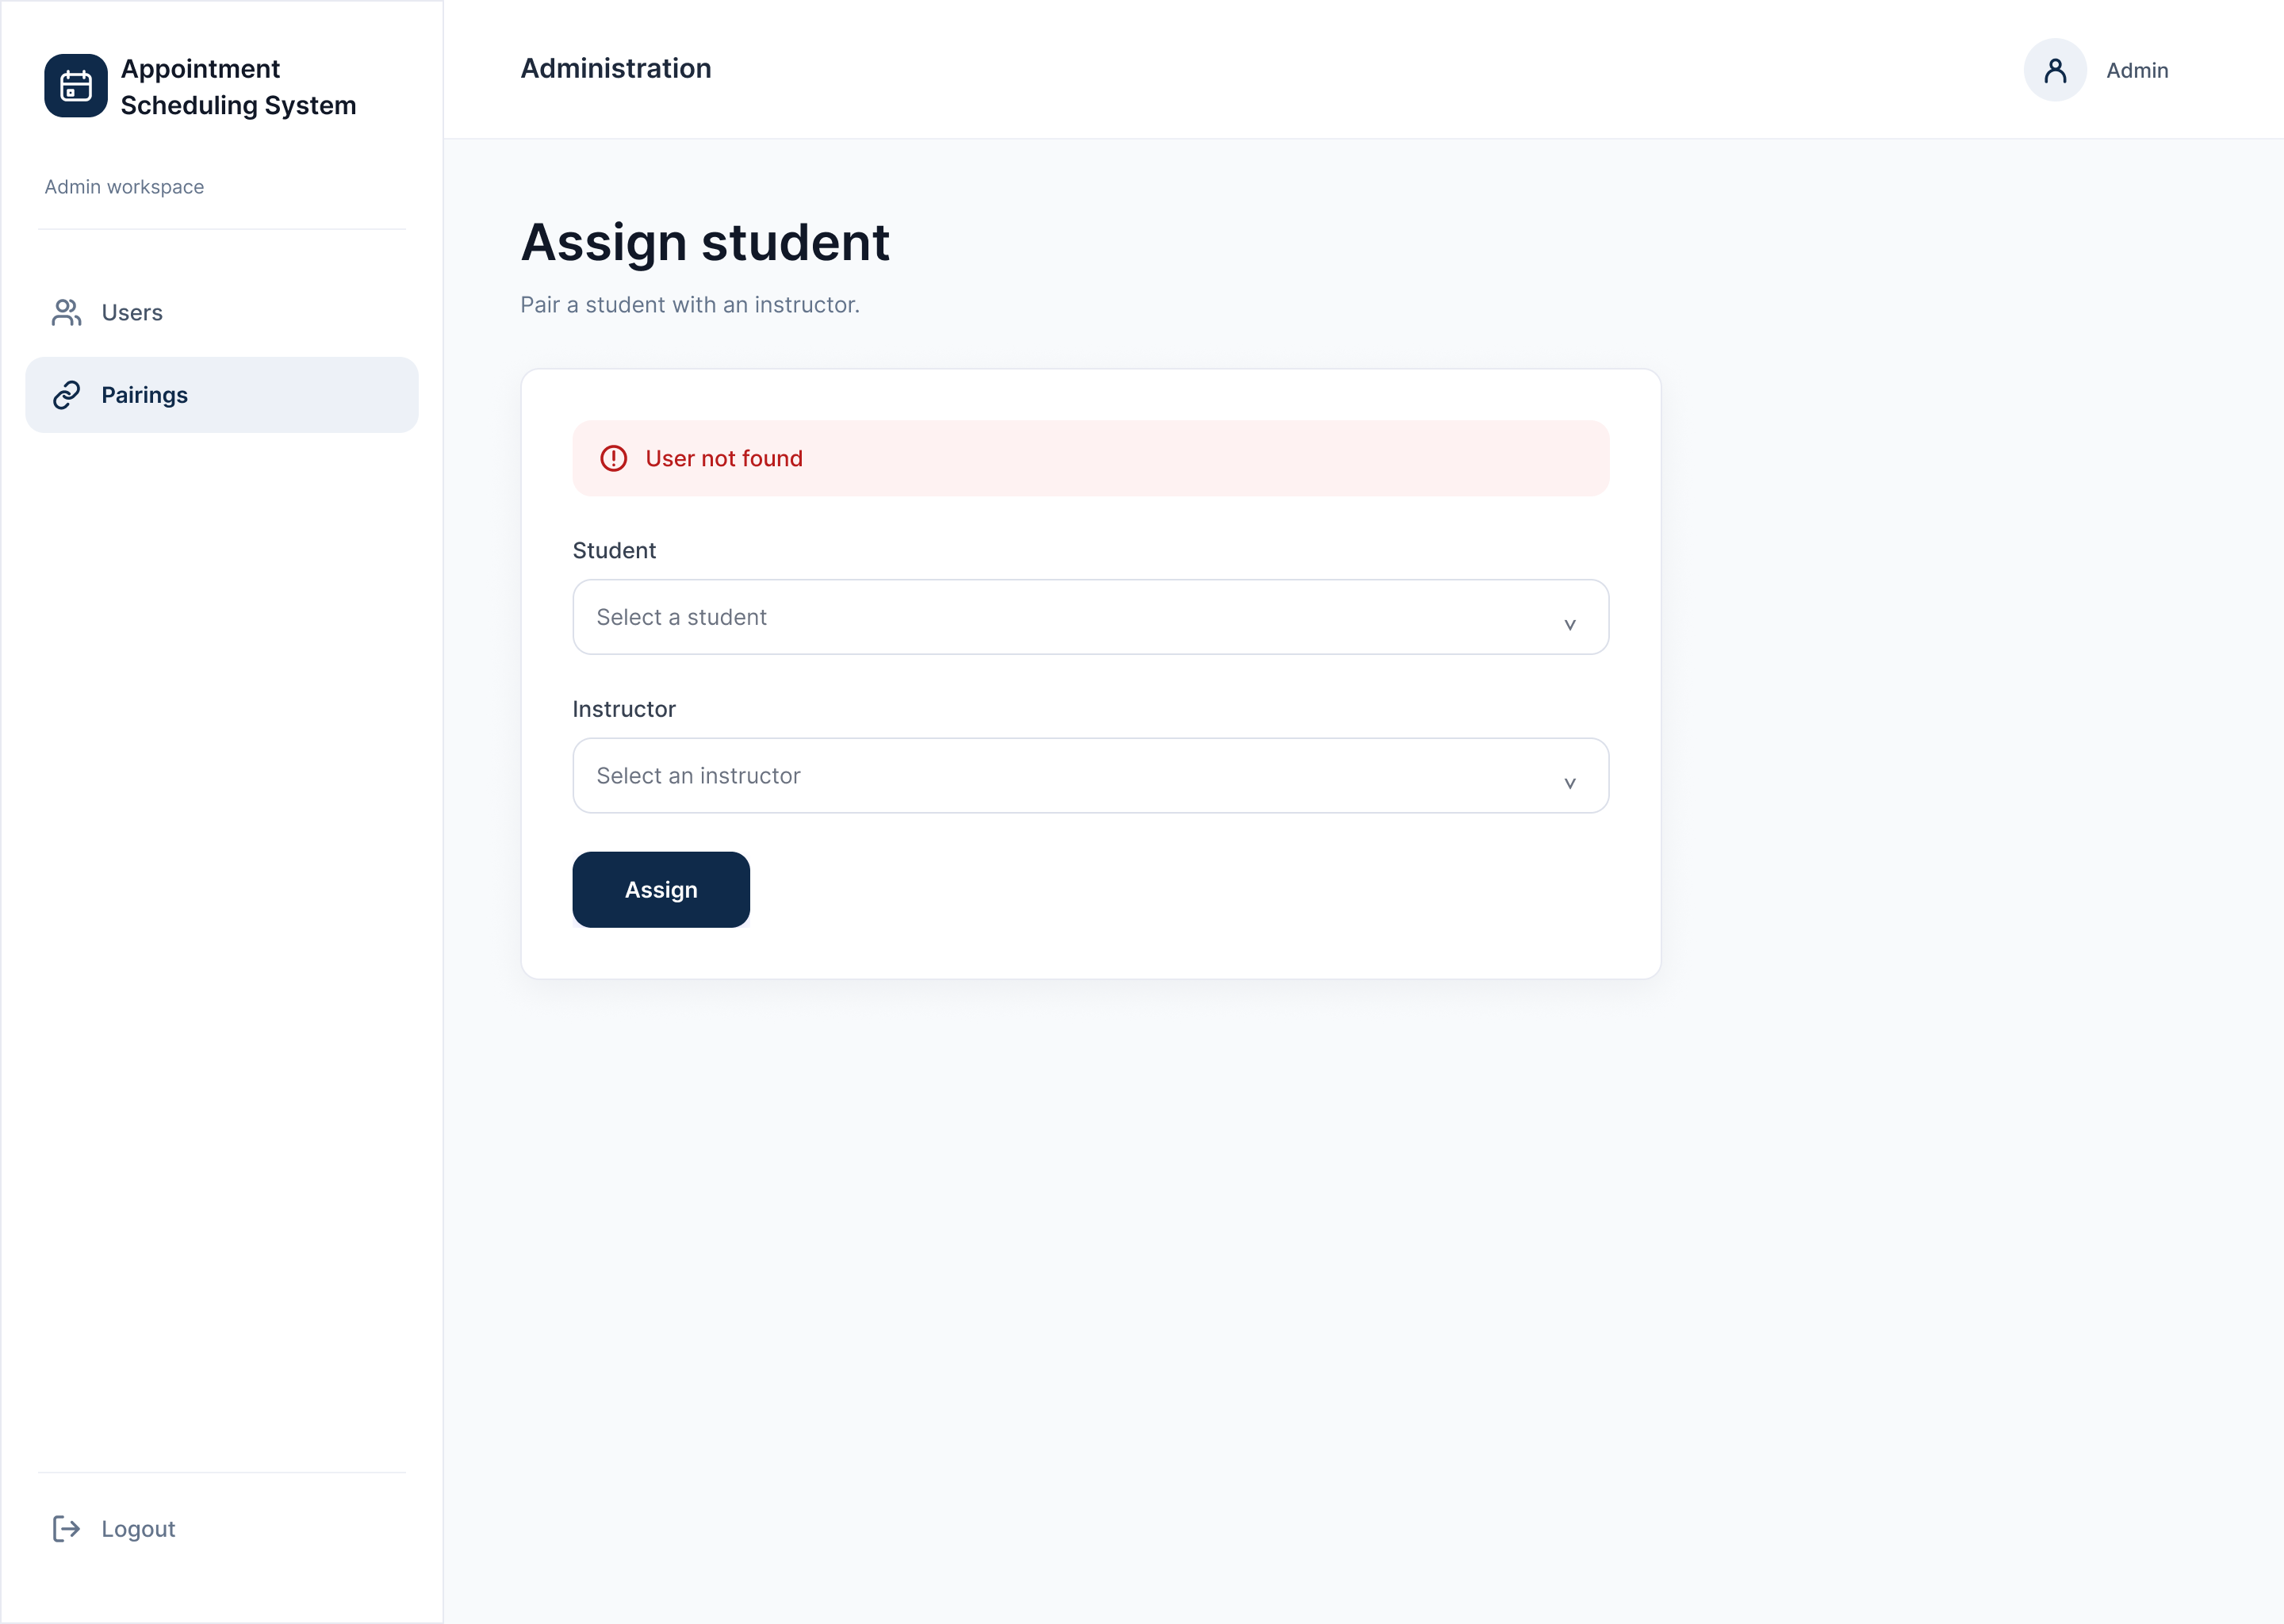 Appointment
Scheduling System
Admin workspace
Users
Pairings
Logout
Administration
Admin
Assign student
Pair a student with an instructor.
User not found
Student
Select a student
Instructor
Select an instructor
Assign